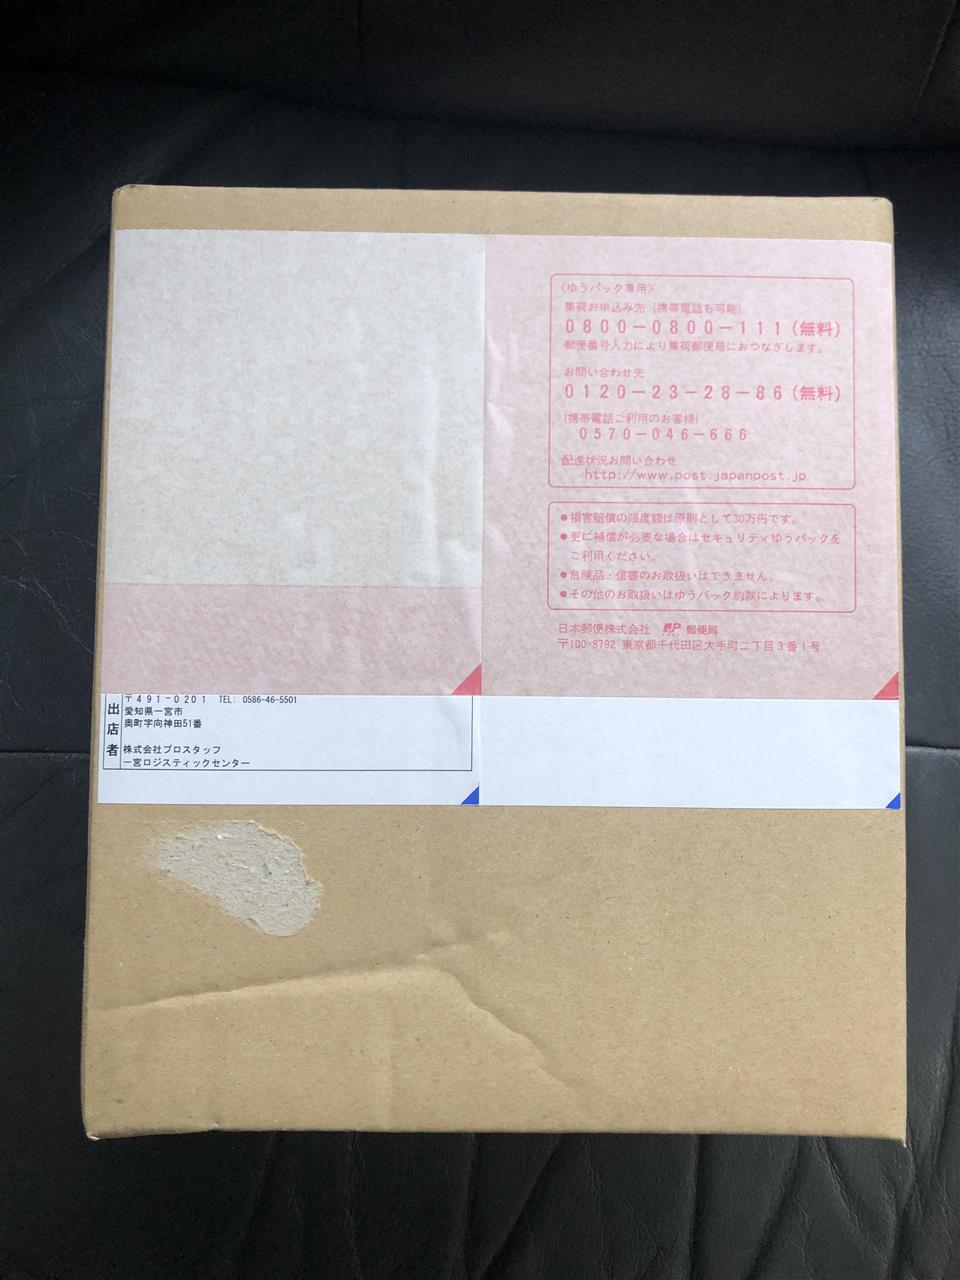 〈ゆうパック専用〉
集荷お申込み先 (携帯電話も可能)
0800-0800-111(無料)
郵便番号入力により集荷郵便局におつなぎします。
お問い合わせ先
0120-23-28-86(無料)
(携帯電話ご利用のお客様)
0570-046-666
配達状況お問い合わせ
http://www.post.japanpost.jp
●損害賠償の限度額は原則として30万円です。
●更に補償が必要な場合はセキュリティゆうパックを
ご利用ください。
●危険品・信書のお取扱いはできません。
●その他のお取扱いはゆうパック約款によります。
日本郵便株式会社 JP 郵便局
〒100-8792 東京都千代田区大手町二丁目3番1号
出店者
〒491-0201 TEL: 0586-46-5501
愛知県一宮市
奥町字向神田51番
株式会社プロスタッフ
一宮ロジスティックセンター